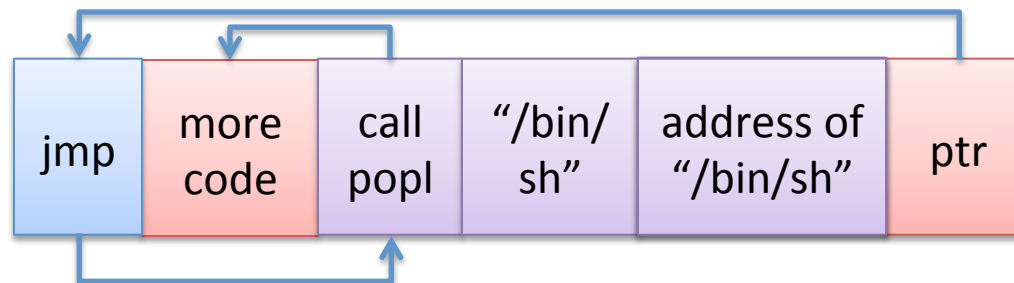 jmp
more
code
call
popl
“/bin/
sh”
address of
“/bin/sh”
ptr